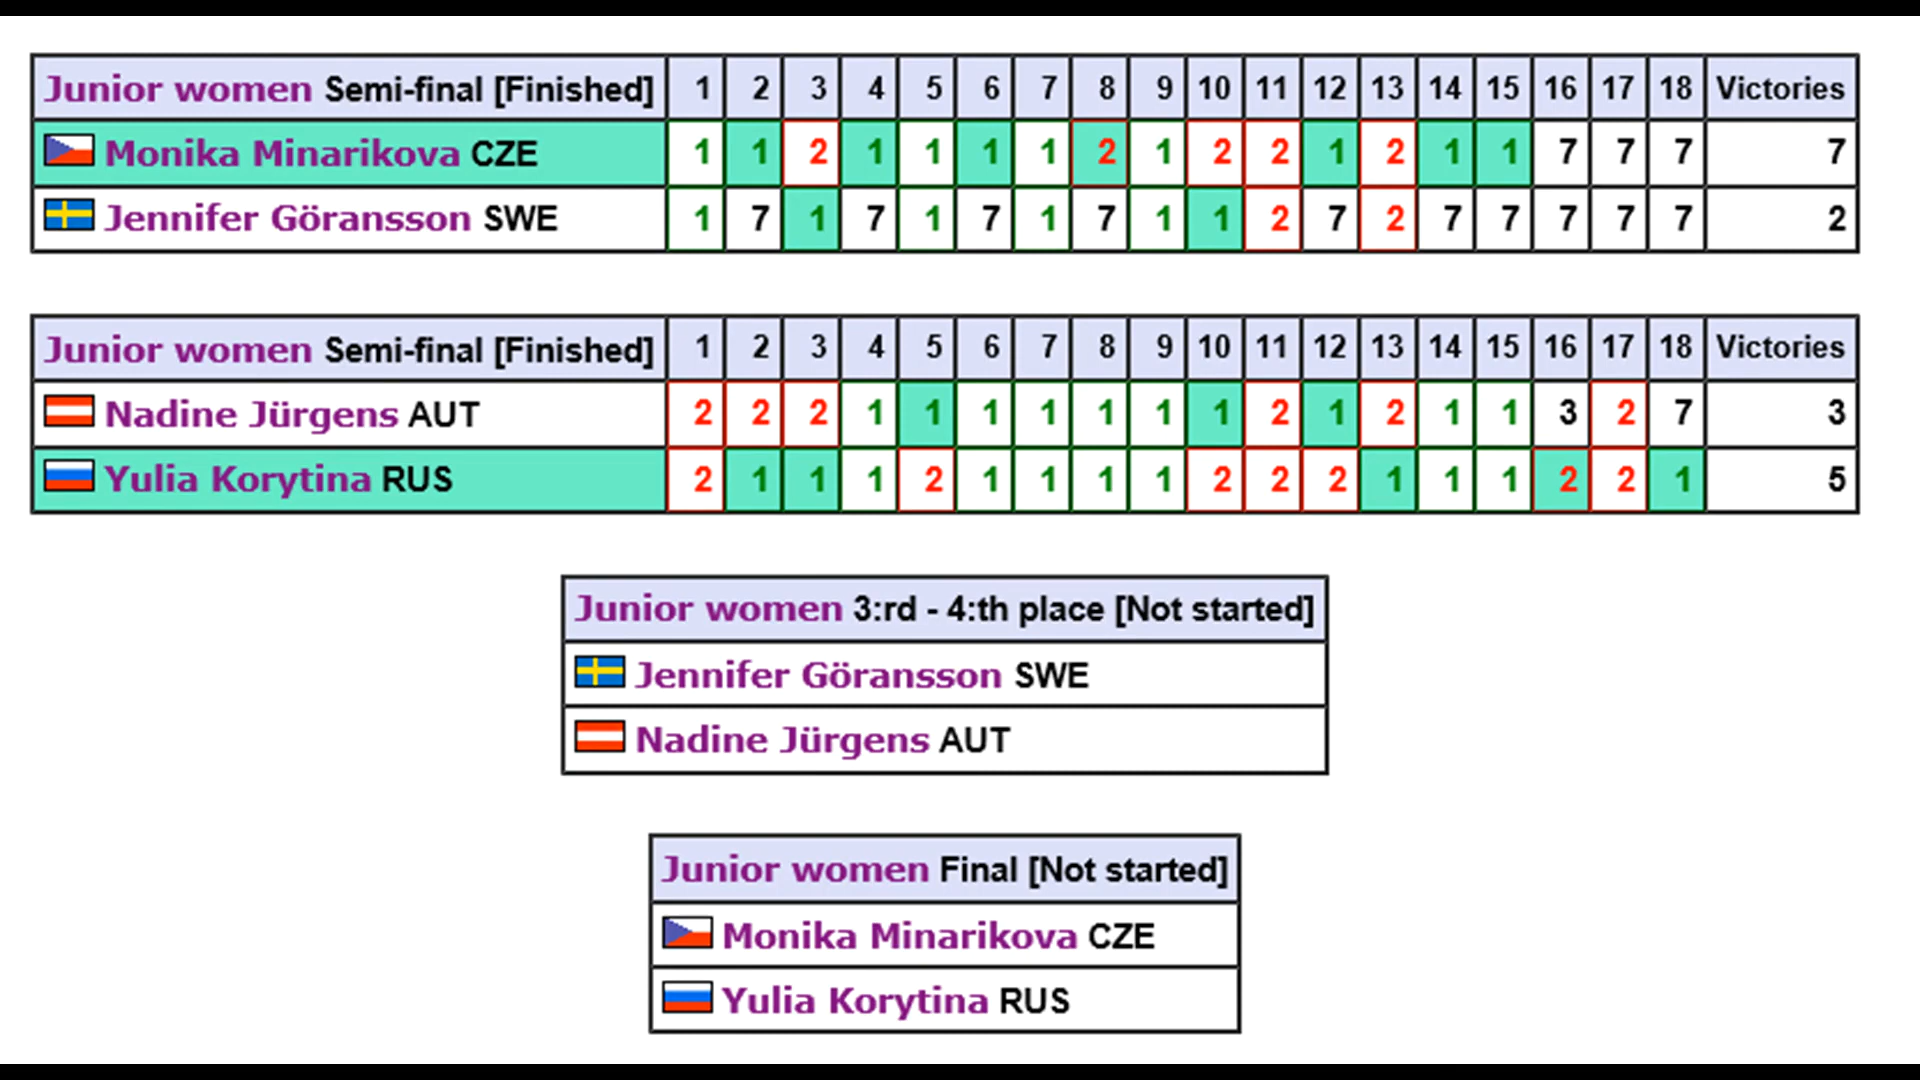 Junior women Semi-final [Finished] 1 2 3 4 5 6 7 8 9 10 11 12 13 14 15 16 17 18 Victories
Monika Minarikova CZE 1 1 2 1 1 1 1 2 1 2 2 1 2 1 1 7 7 7 7
Jennifer Göransson SWE 1 7 1 7 1 7 1 7 1 1 2 7 2 7 7 7 7 7 2
Junior women Semi-final [Finished] 1 2 3 4 5 6 7 8 9 10 11 12 13 14 15 16 17 18 Victories
Nadine Jürgens AUT 2 2 2 1 1 1 1 1 1 1 2 1 2 1 1 3 2 7 3
Yulia Korytina RUS 2 1 1 1 2 1 1 1 1 2 2 2 1 1 1 2 2 1 5
Junior women 3:rd - 4:th place [Not started]
Jennifer Göransson SWE
Nadine Jürgens AUT
Junior women Final [Not started]
Monika Minarikova CZE
Yulia Korytina RUS